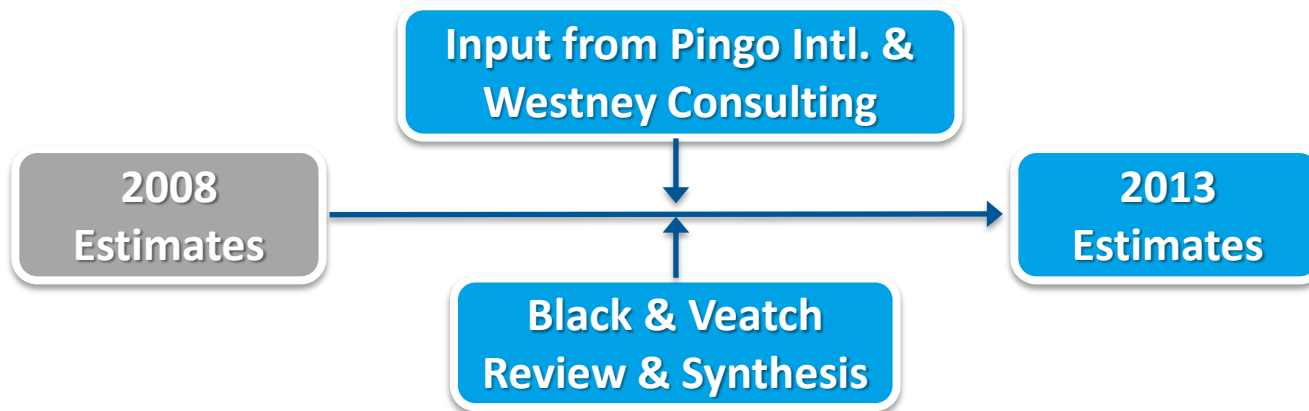 Input from Pingo Intl. &
Westney Consulting
2008
Estimates
2013
Estimates
Black & Veatch
Review & Synthesis